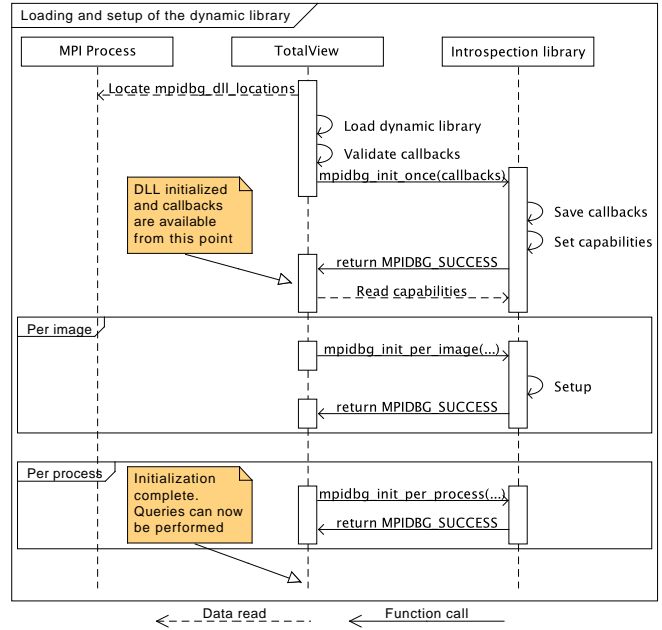 Loading and setup of the dynamic library
MPI Process
TotalView
Introspection library
Locate mpidbg_dll_locations
Load dynamic library
Validate callbacks
mpidbg_init_once(callbacks)
DLL initialized
and callbacks
are available
from this point
Save callbacks
Set capabilities
return MPIDBG_SUCCESS
Read capabilities
Per image
mpidbg_init_per_image(...)
Setup
return MPIDBG_SUCCESS
Per process
Initialization
complete.
Queries can now
be performed
mpidbg_init_per_process(...)
return MPIDBG_SUCCESS
Data read
Function call